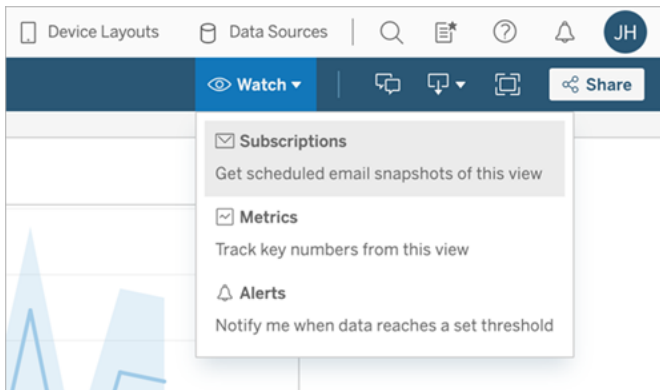 Device Layouts Data Sources JH
Watch Share
Subscriptions
Get scheduled email snapshots of this view
Metrics
Track key numbers from this view
Alerts
Notify me when data reaches a set threshold